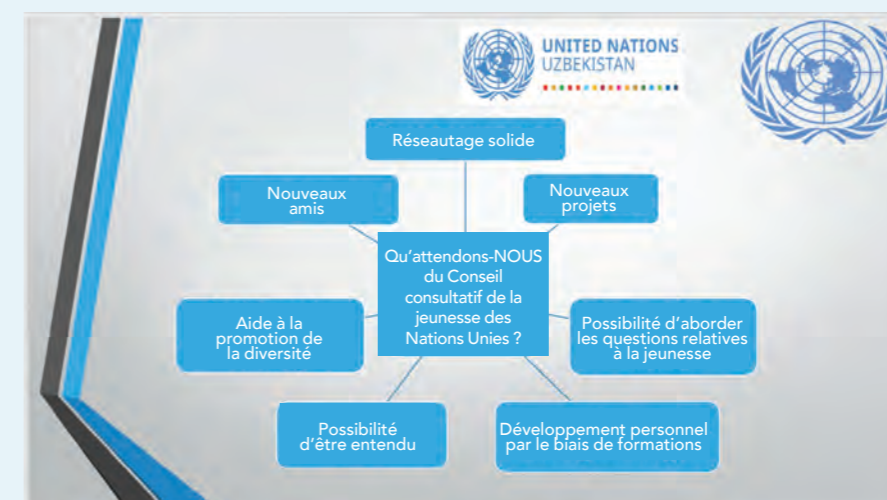 UNITED NATIONS
UZBEKISTAN
Réseautage solide
Nouveaux
amis
Nouveaux
projets
Qu'attendons-NOUS
du Conseil
consultatif de la
jeunesse des
Nations Unies ?
Aide à la
promotion de
la diversité
Possibilité d'aborder
les questions relatives
à la jeunesse
Possibilité
d'être entendu
Développement personnel
par le biais de formations